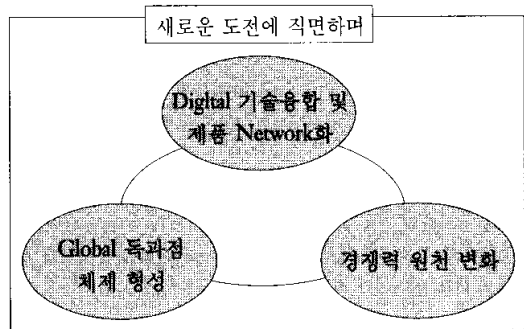 새로운 도전에 직면하며
Digital 기술융합 및
제품 Network화
Global 독과점
체제 형성
경쟁력 원천 변화